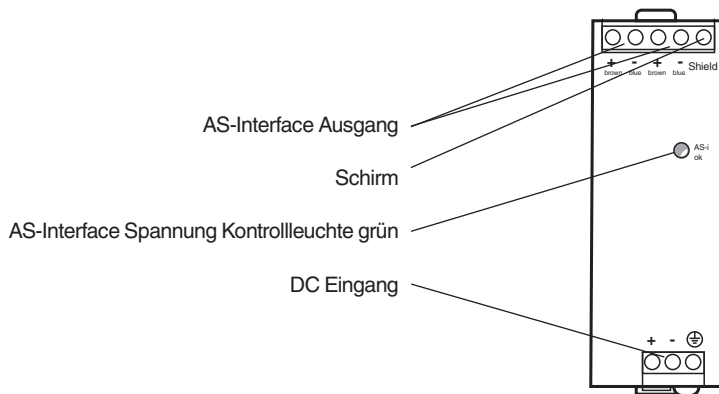 + - + - Shield
brown blue brown blue
AS-Interface Ausgang
AS-i
ok
Schirm
AS-Interface Spannung Kontrollleuchte grün
DC Eingang
+ -